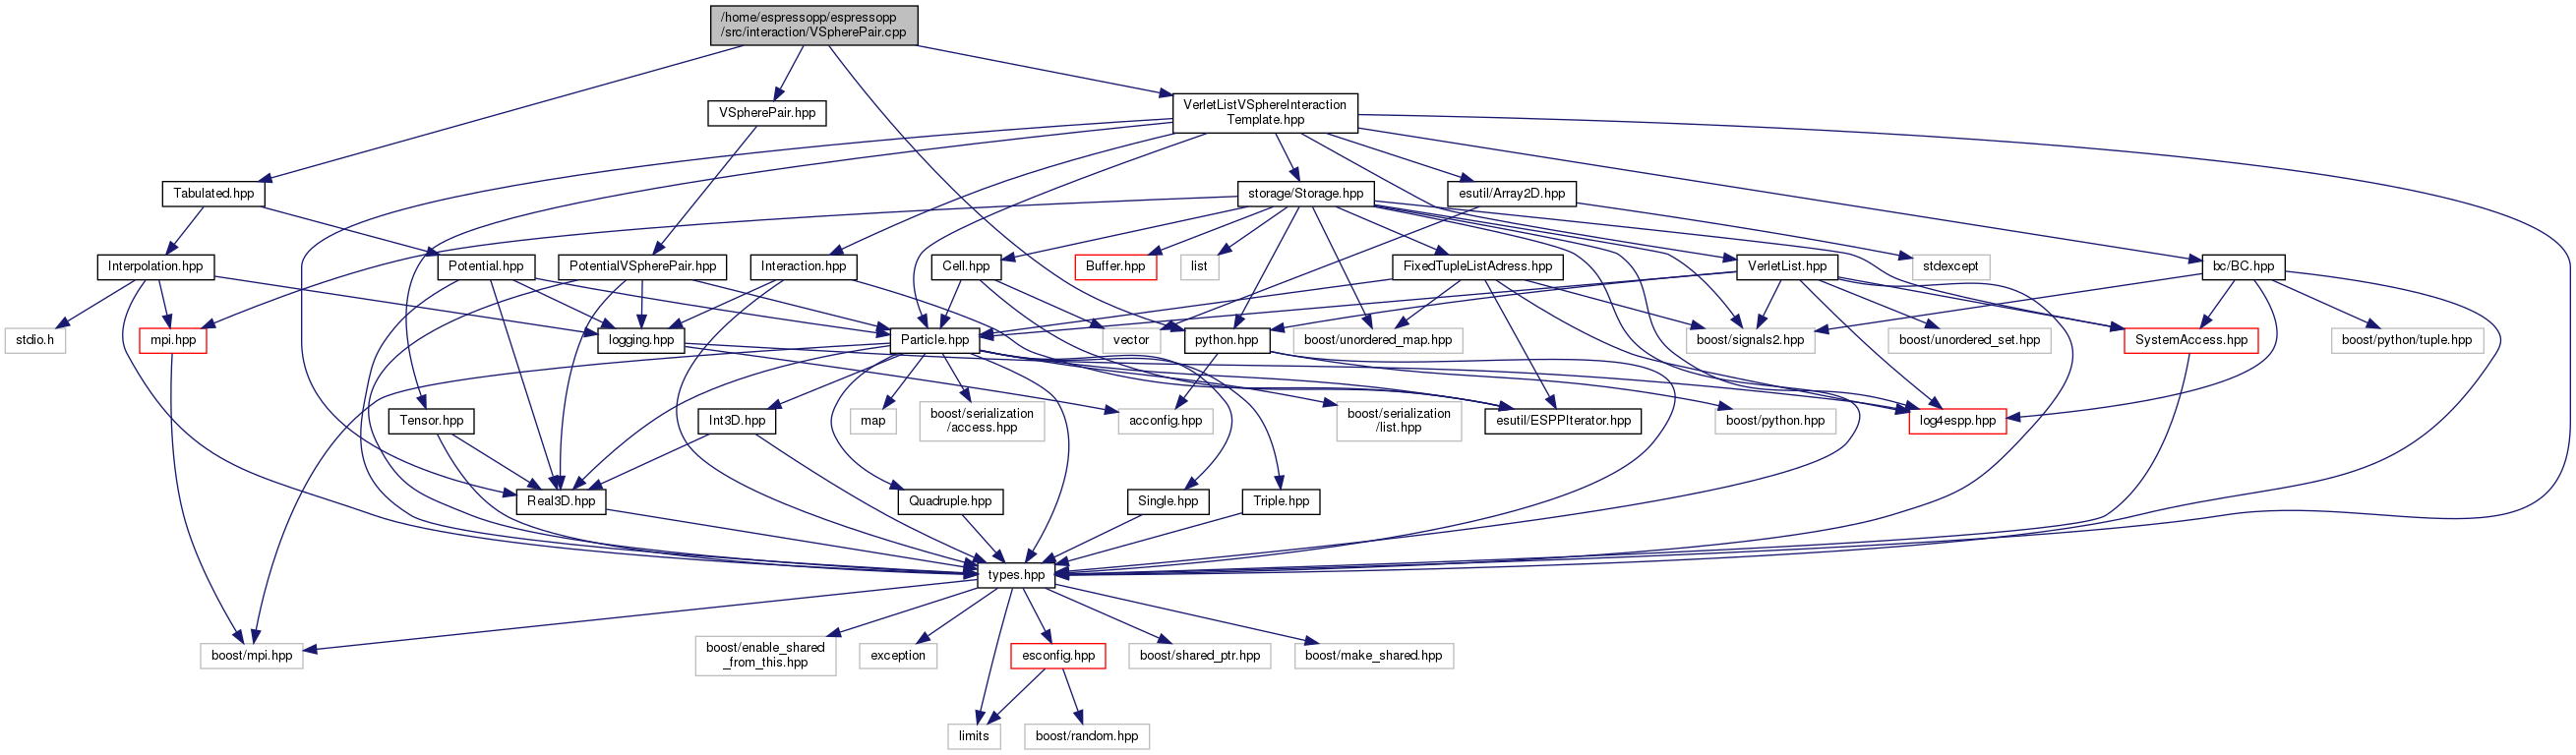 /home/espressopp/espressopp
/src/interaction/VSpherePair.cpp
VSpherePair.hpp
VerletListVSphereInteraction
Template.hpp
Tabulated.hpp
storage/Storage.hpp
esutil/Array2D.hpp
Interpolation.hpp
Potential.hpp
PotentialVSpherePair.hpp
Interaction.hpp
Cell.hpp
Buffer.hpp
list
FixedTupleListAdress.hpp
VerletList.hpp
stdexcept
bc/BC.hpp
stdio.h
mpi.hpp
logging.hpp
Particle.hpp
vector
python.hpp
boost/unordered_map.hpp
boost/signals2.hpp
boost/unordered_set.hpp
SystemAccess.hpp
boost/python/tuple.hpp
Tensor.hpp
Int3D.hpp
map
boost/serialization
/access.hpp
acconfig.hpp
boost/serialization
/list.hpp
esutil/ESPPIterator.hpp
boost/python.hpp
log4espp.hpp
Real3D.hpp
Quadruple.hpp
Single.hpp
Triple.hpp
types.hpp
boost/mpi.hpp
boost/enable_shared
_from_this.hpp
exception
esconfig.hpp
boost/shared_ptr.hpp
boost/make_shared.hpp
limits
boost/random.hpp